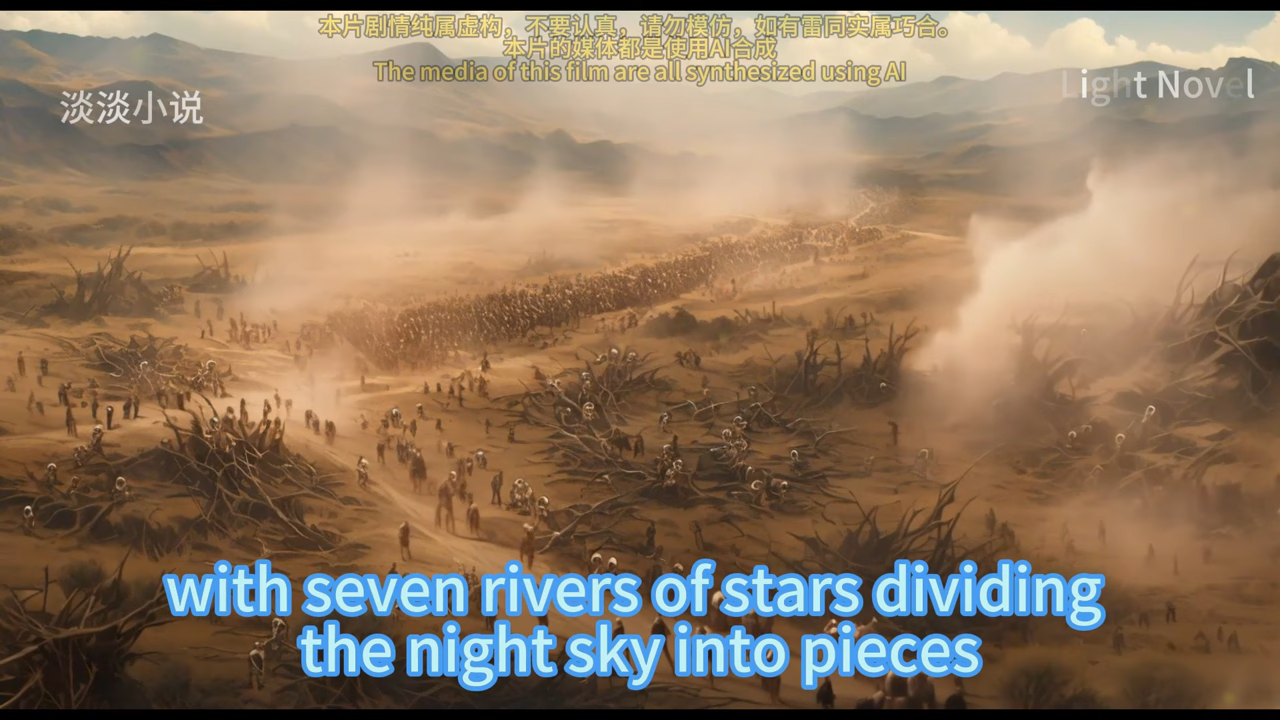 本片剧情纯属虚构，不要认真，请勿模仿，如有雷同实属巧合。
本片的媒体都是使用AI合成
The media of this film are all synthesized using AI
淡淡小说
Light Novel
with seven rivers of stars dividing
the night sky into pieces